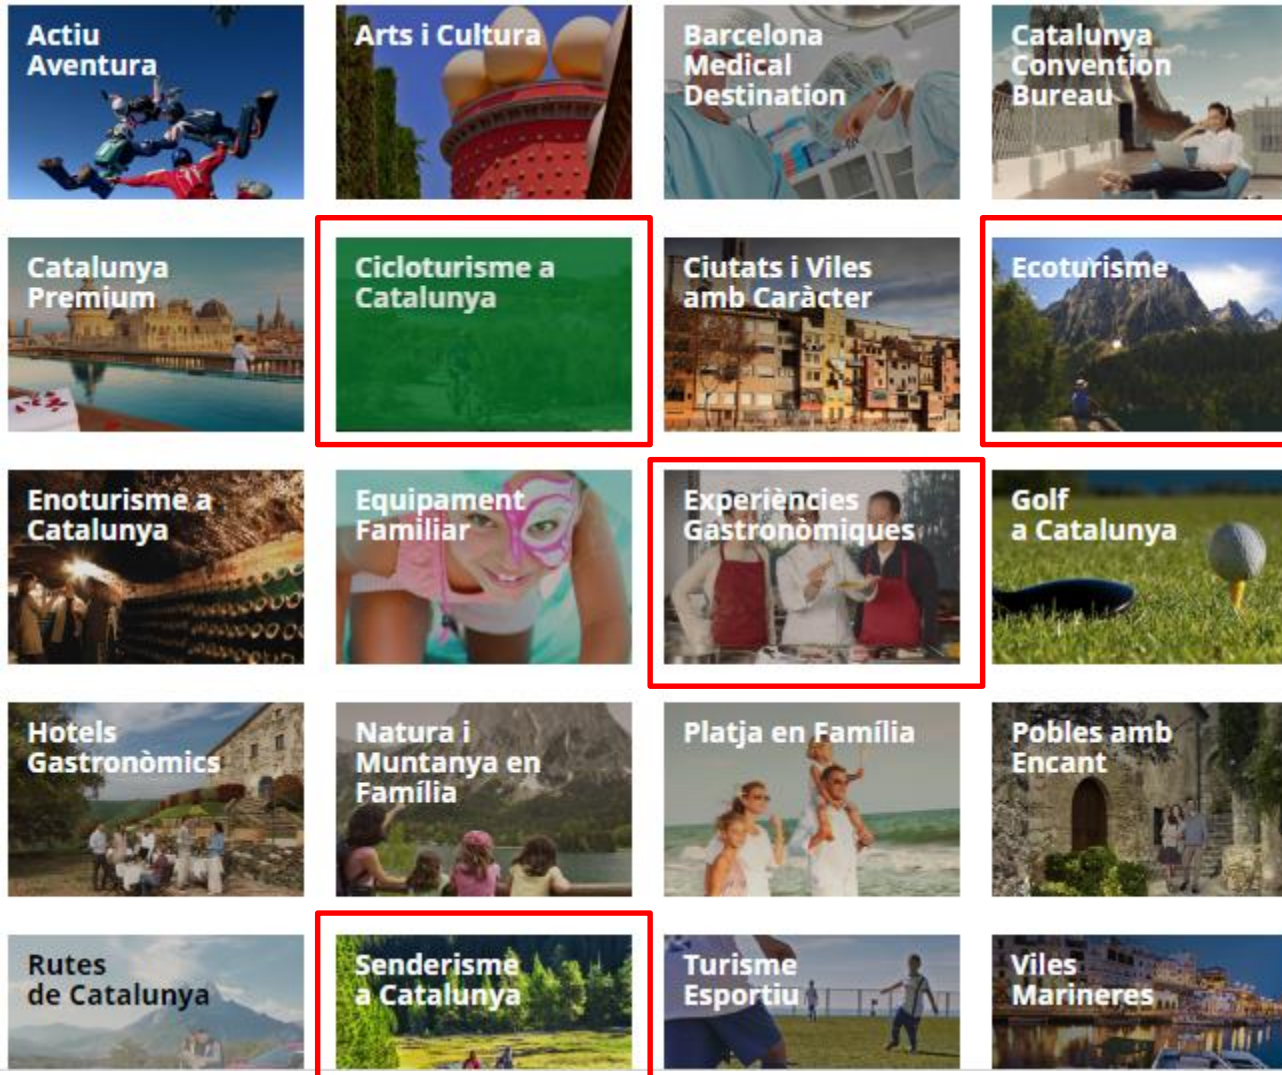 Actiu
Aventura
Arts i Cultura
Barcelona
Medical
Destination
Catalunya
Convention
Bureau
Catalunya
Premium
Cicloturisme a
Catalunya
Ciutats i Viles
amb Caràcter
Ecoturisme
Enoturisme a
Catalunya
Equipament
Familiar
Experiències
Gastronòmiques
Golf
a Catalunya
Hotels
Gastronòmics
Natura i
Muntanya en
Família
Platja en Família
Pobles amb
Encant
Rutes
de Catalunya
Senderisme
a Catalunya
Turisme
Esportiu
Viles
Marineres